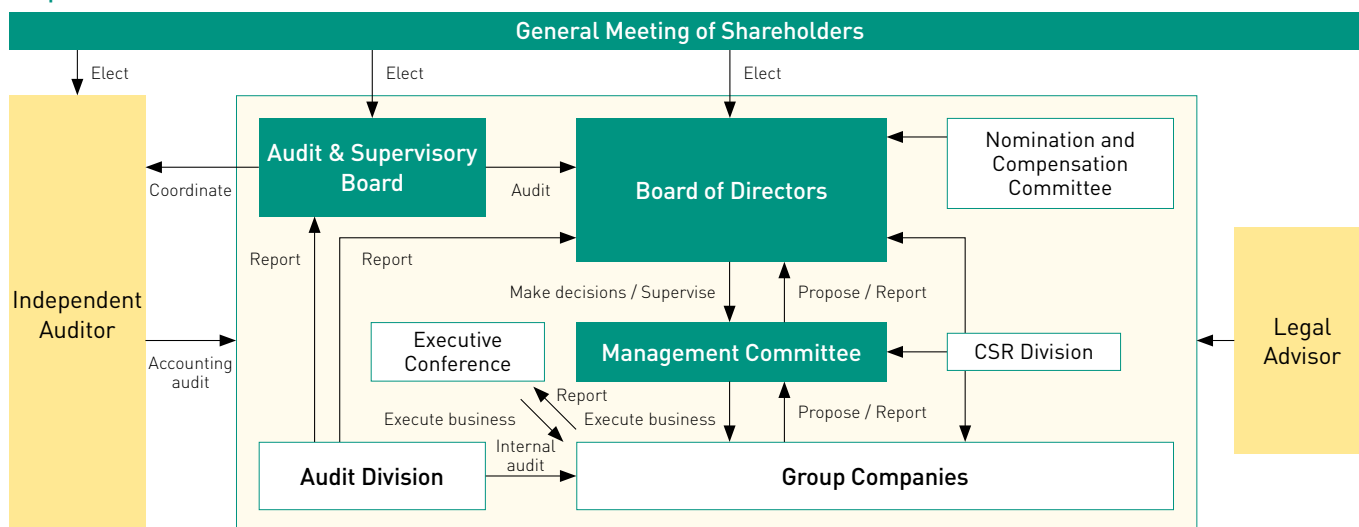 General Meeting of Shareholders
Elect
Elect
Elect
Audit & Supervisory
Board
Board of Directors
Nomination and
Compensation
Committee
Coordinate
Audit
Report
Report
Independent
Auditor
Make decisions / Supervise
Propose / Report
Legal
Advisor
Executive
Conference
Management Committee
CSR Division
Accounting
audit
Report
Execute business
Execute business
Propose / Report
Internal
audit
Audit Division
Group Companies